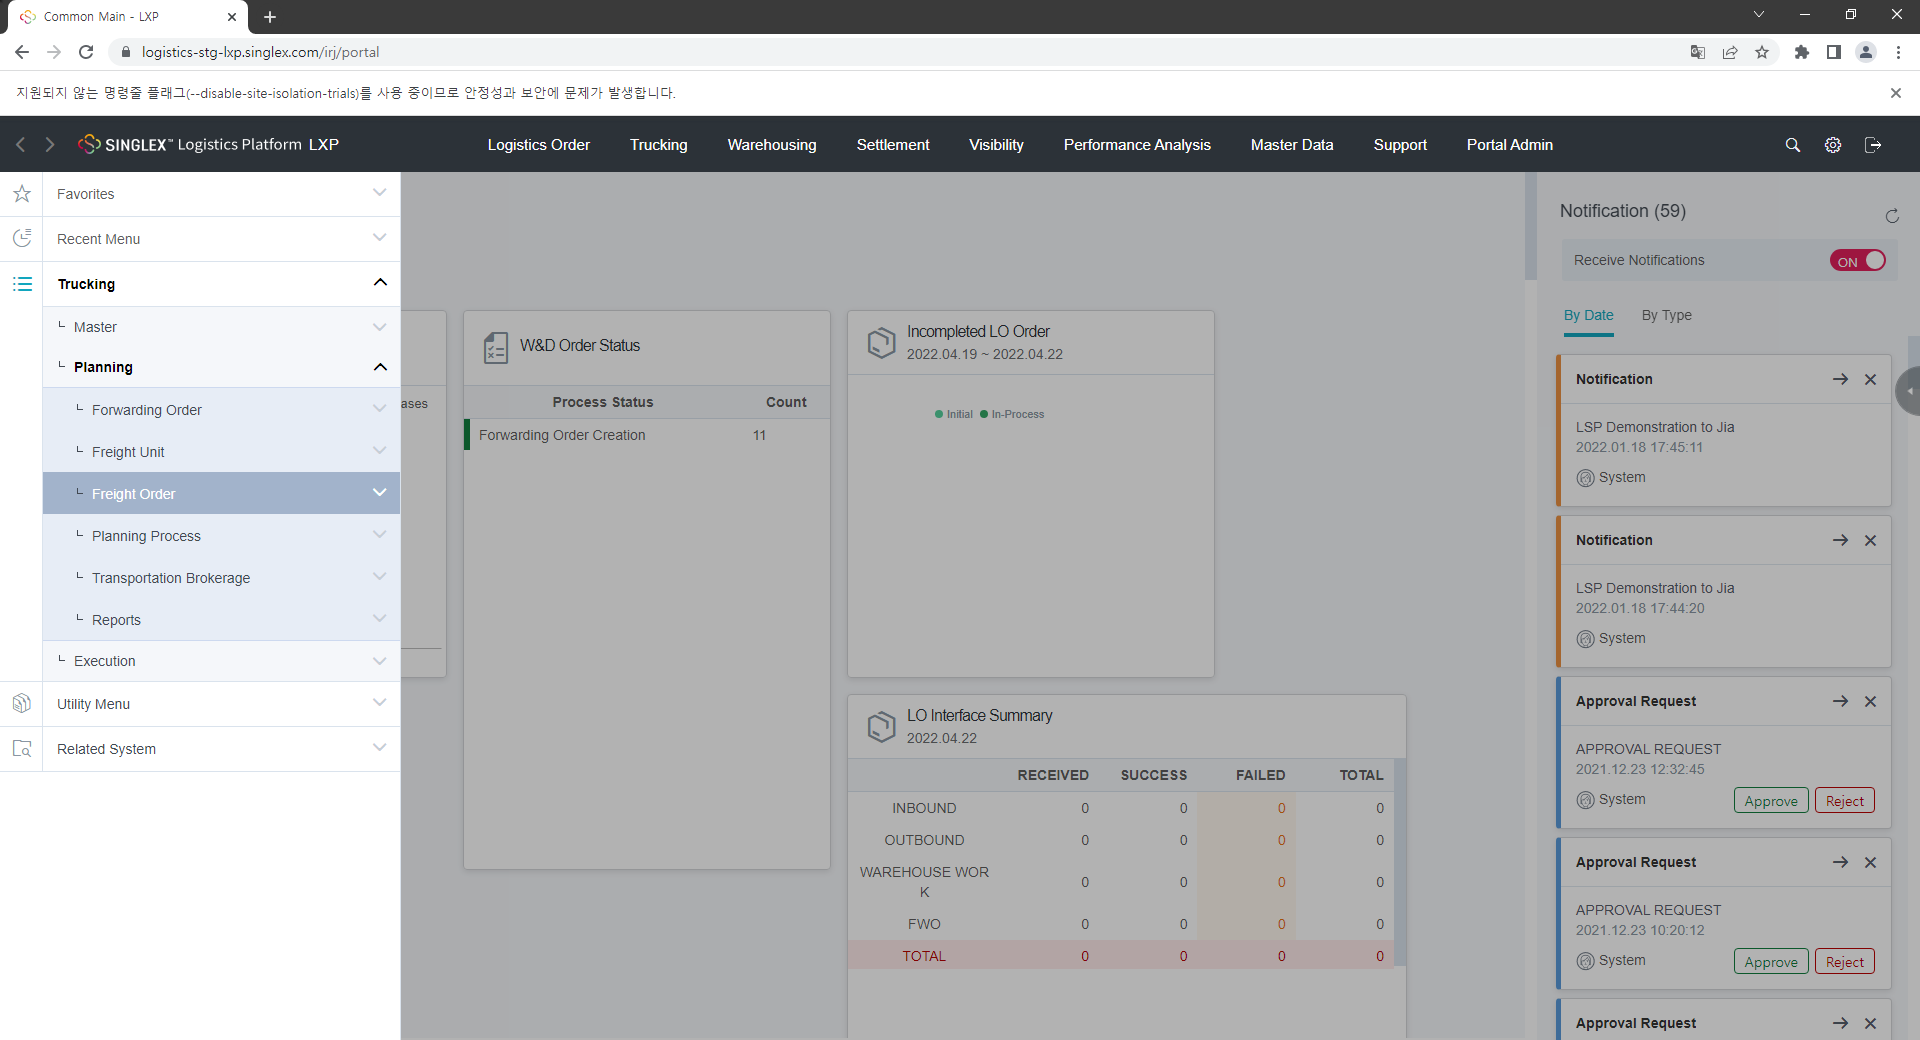 Common Main - LXP
logistics-stg-lxp.singlex.com/irj/portal
지원되지 않는 명령줄 플래그(--disable-site-isolation-trials)를 사용 중이므로 안정성과 보안에 문제가 발생합니다.
SINGLEX™ Logistics Platform LXP
Logistics Order
Trucking
Warehousing
Settlement
Visibility
Performance Analysis
Master Data
Support
Portal Admin
Favorites
Recent Menu
Trucking
Master
Planning
Forwarding Order
Freight Unit
Freight Order
Planning Process
Transportation Brokerage
Reports
Execution
Utility Menu
Related System
ases
W&D Order Status
Process Status Count
Forwarding Order Creation 11
Incompleted LO Order
2022.04.19 ~ 2022.04.22
Initial In-Process
LO Interface Summary
2022.04.22
RECEIVED SUCCESS FAILED TOTAL
INBOUND 0 0 0 0
OUTBOUND 0 0 0 0
WAREHOUSE WOR
K 0 0 0 0
FWO 0 0 0 0
TOTAL 0 0 0 0
Notification (59)
Receive Notifications ON
By Date By Type
Notification
LSP Demonstration to Jia
2022.01.18 17:45:11
System
Notification
LSP Demonstration to Jia
2022.01.18 17:44:20
System
Approval Request
APPROVAL REQUEST
2021.12.23 12:32:45
System Approve Reject
Approval Request
APPROVAL REQUEST
2021.12.23 10:20:12
System Approve Reject
Approval Request